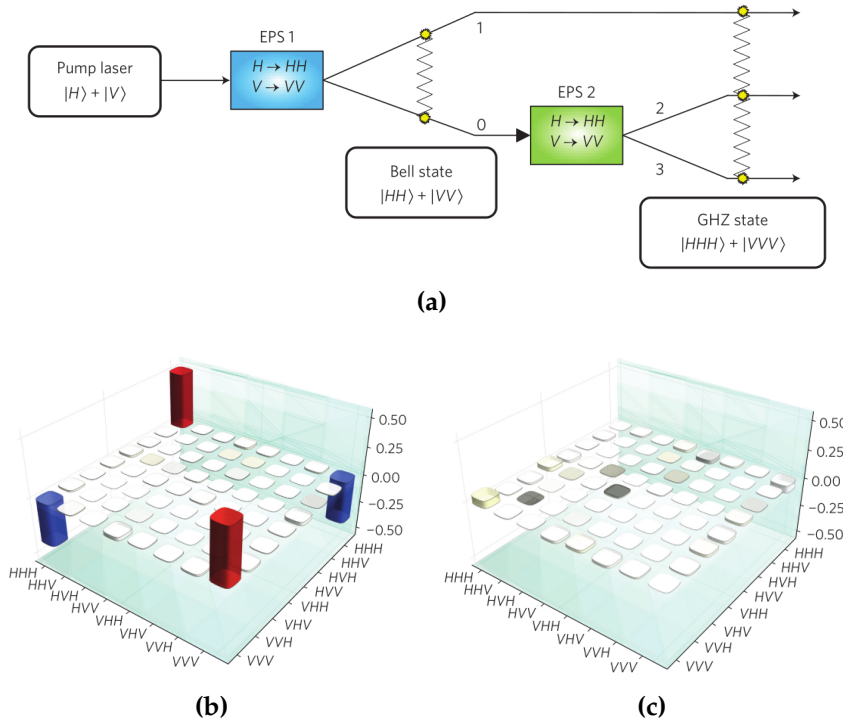 EPS 1
Pump laser
|H⟩ + |V⟩
H → HH
V → VV
1
0
EPS 2
H → HH
V → VV
2
3
Bell state
|HH⟩ + |VV⟩
GHZ state
|HHH⟩ + |VVV⟩
(a)
0.50
0.25
0.00
−0.25
−0.50
HHH
HHV
HVH
HVV
VHH
VHV
VVH
VVV
HHH
HHV
HVH
HVV
VHH
VHV
VVH
VVV
(b)
0.50
0.25
0.00
−0.25
−0.50
HHH
HHV
HVH
HVV
VHH
VHV
VVH
VVV
HHH
HHV
HVH
HVV
VHH
VHV
VVH
VVV
(c)